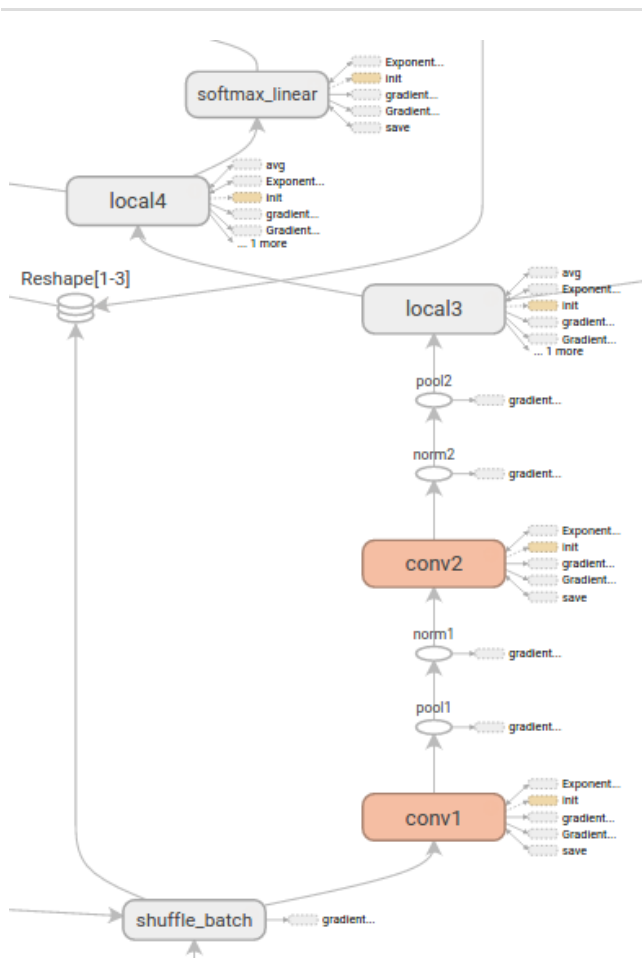 softmax_linear
Exponent...
init
gradient...
Gradient...
save
local4
avg
Exponent...
init
gradient...
Gradient...
... 1 more
Reshape[1-3]
local3
avg
Exponent...
init
gradient...
Gradient...
... 1 more
pool2
gradient...
norm2
gradient...
conv2
Exponent...
init
gradient...
Gradient...
save
norm1
gradient...
pool1
gradient...
conv1
Exponent...
init
gradient...
Gradient...
save
shuffle_batch
gradient...